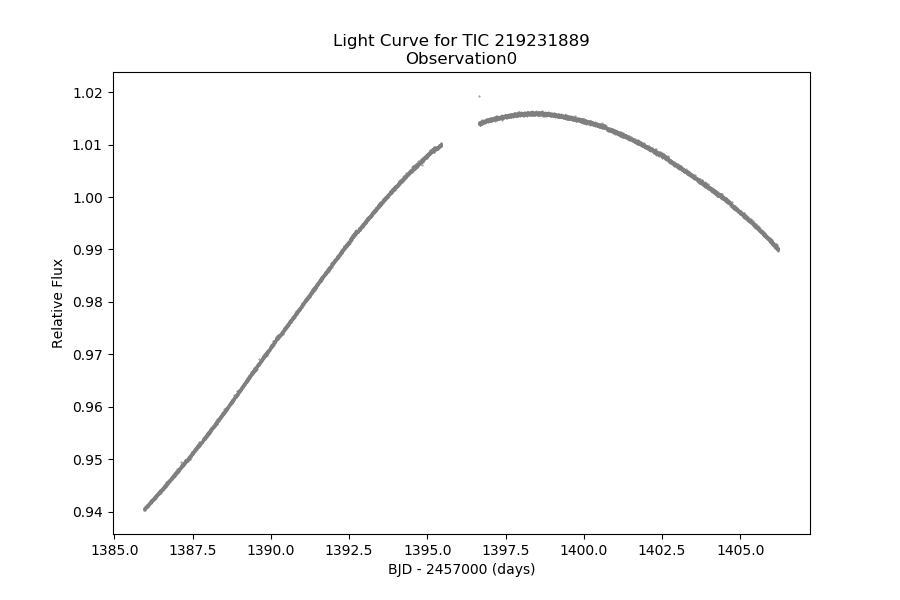 Light Curve for TIC 219231889
Observation0
1.02
1.01
1.00
0.99
0.98
0.97
0.96
0.95
0.94
Relative Flux
1385.0 1387.5 1390.0 1392.5 1395.0 1397.5 1400.0 1402.5 1405.0
BJD - 2457000 (days)